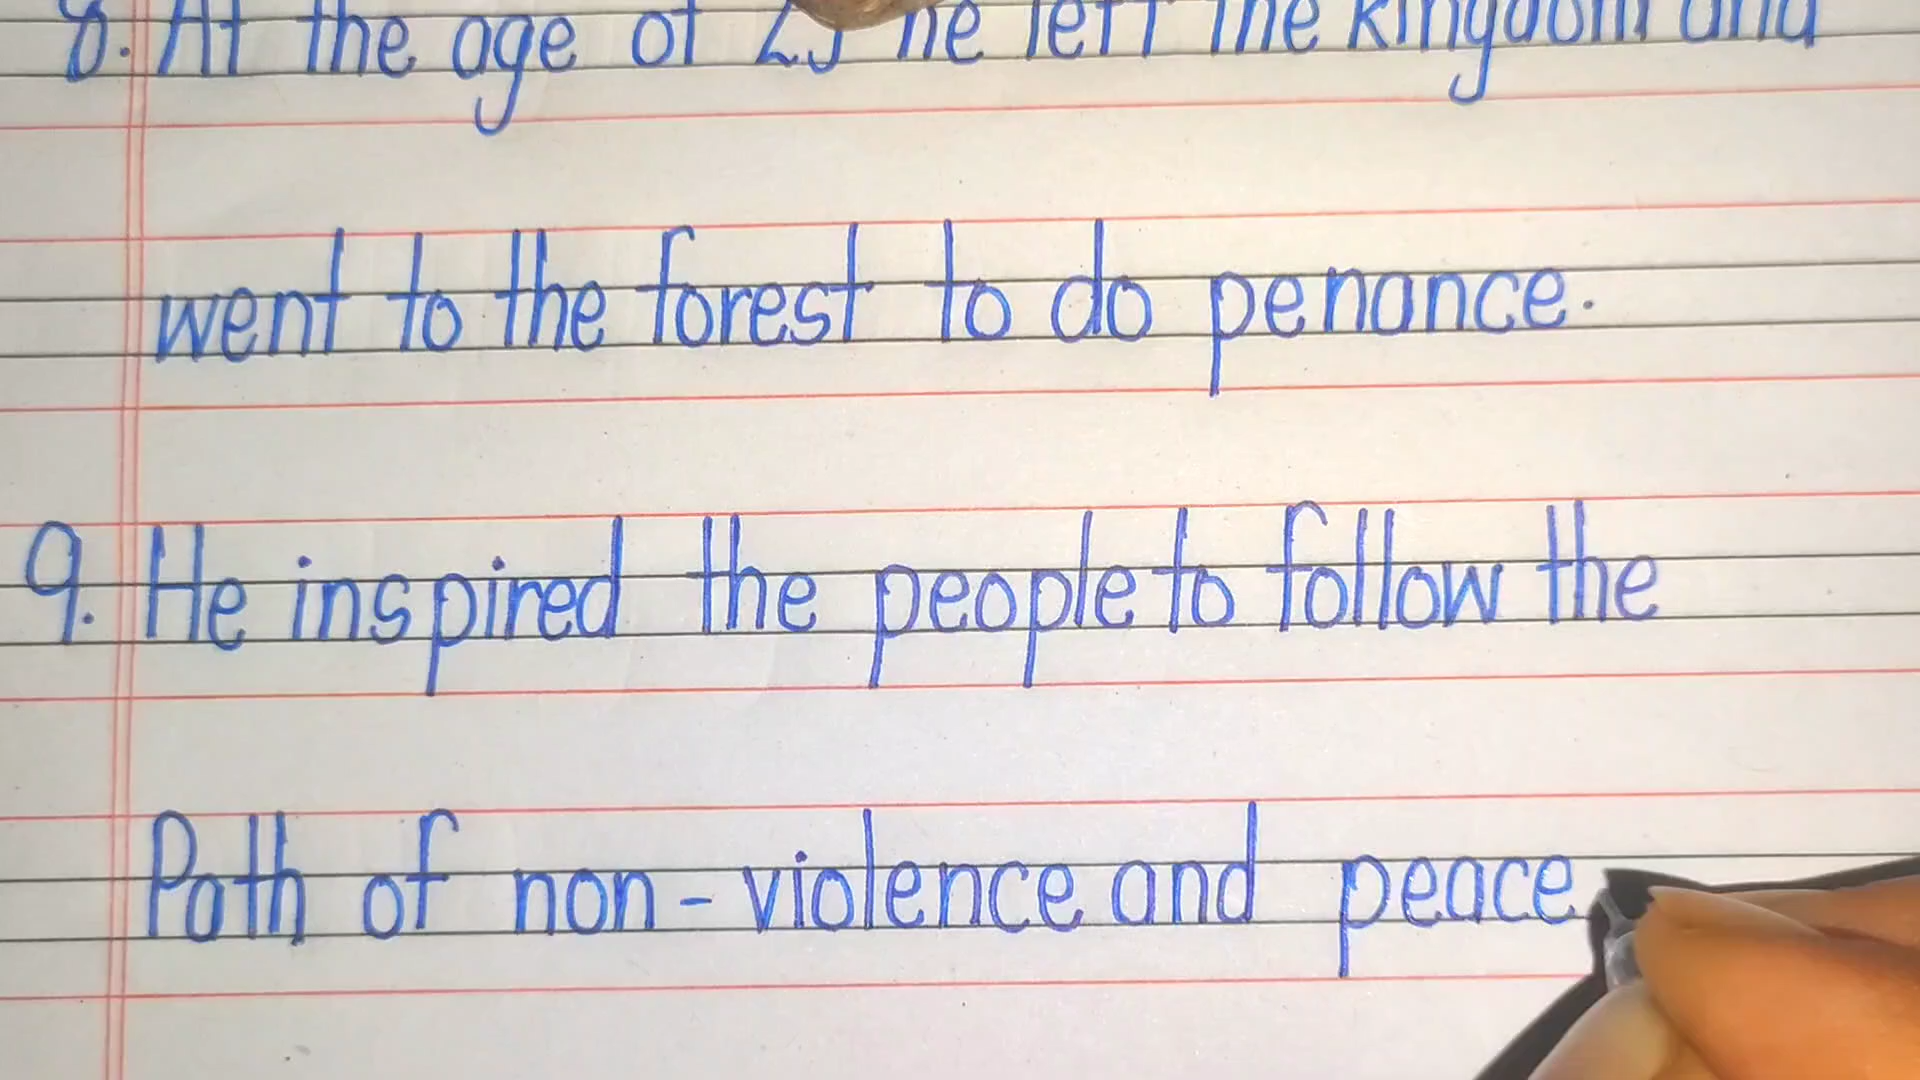 8. At the age of he left the kingdom and
went to the forest to do penance.
9. He inspired the people to follow the
Path of non-violence and peace